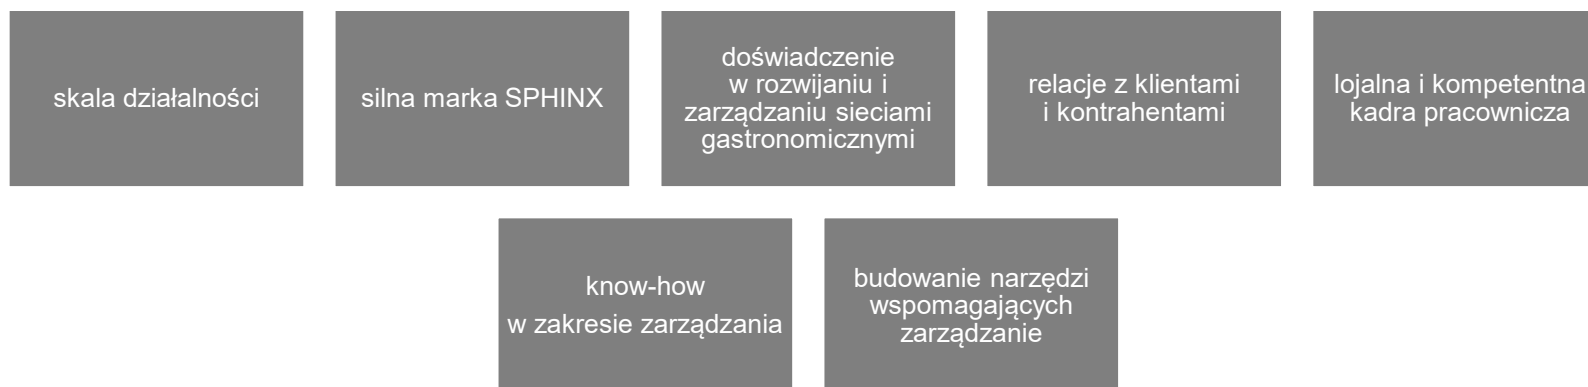 skala działalności
silna marka SPHINX
doświadczenie
w rozwijaniu i
zarządzaniu sieciami
gastronomicznymi
relacje z klientami
i kontrahentami
lojalna i kompetentna
kadra pracownicza
know-how
w zakresie zarządzania
budowanie narzędzi
wspomagających
zarządzanie